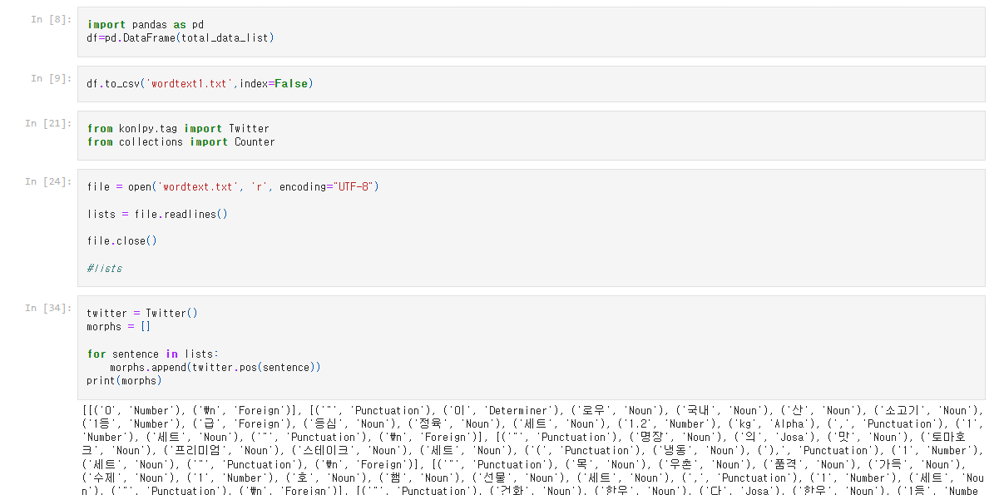 In [8]:
import pandas as pd
df=pd.DataFrame(total_data_list)
In [9]:
df.to_csv('wordtext1.txt',index=False)
In [21]:
from konlpy.tag import Twitter
from collections import Counter
In [24]:
file = open('wordtext.txt', 'r', encoding="UTF-8")
lists = file.readlines()
file.close()
#lists
In [34]:
twitter = Twitter()
morphs = []
for sentence in lists:
morphs.append(twitter.pos(sentence))
print(morphs)
[[('0', 'Number'), ('₩n', 'Foreign')], [('"', 'Punctuation'), ('이', 'Determiner'), ('로우', 'Noun'), ('국내', 'Noun'), ('산', 'Noun'), ('소고기', 'Noun'),
('1등', 'Number'), ('급', 'Foreign'), ('등심', 'Noun'), ('정육', 'Noun'), ('세트', 'Noun'), ('1.2', 'Number'), ('kg', 'Alpha'), (',', 'Punctuation'), ('1',
'Number'), ('세트', 'Noun'), ('"', 'Punctuation'), ('₩n', 'Foreign')], [('"', 'Punctuation'), ('명장', 'Noun'), ('의', 'Josa'), ('맛', 'Noun'), ('토마호
크', 'Noun'), ('프리미엄', 'Noun'), ('스테이크', 'Noun'), ('세트', 'Noun'), ('(', 'Punctuation'), ('냉동', 'Noun'), ('),', 'Punctuation'), ('1', 'Number'),
('세트', 'Noun'), ('"', 'Punctuation'), ('₩n', 'Foreign')], [('"', 'Punctuation'), ('목', 'Noun'), ('우촌', 'Noun'), ('품격', 'Noun'), ('가득', 'Noun'),
('수제', 'Noun'), ('1', 'Number'), ('호', 'Noun'), ('햄', 'Noun'), ('선물', 'Noun'), ('세트', 'Noun'), (',', 'Punctuation'), ('1', 'Number'), ('세트', 'Nou
n'), ('"', 'Punctuation'), ('₩n', 'Foreign')], [('"', 'Punctuation'), ('건화', 'Noun'), ('한우', 'Noun'), ('다', 'Josa'), ('한우', 'Noun'), ('1등', 'Numbe